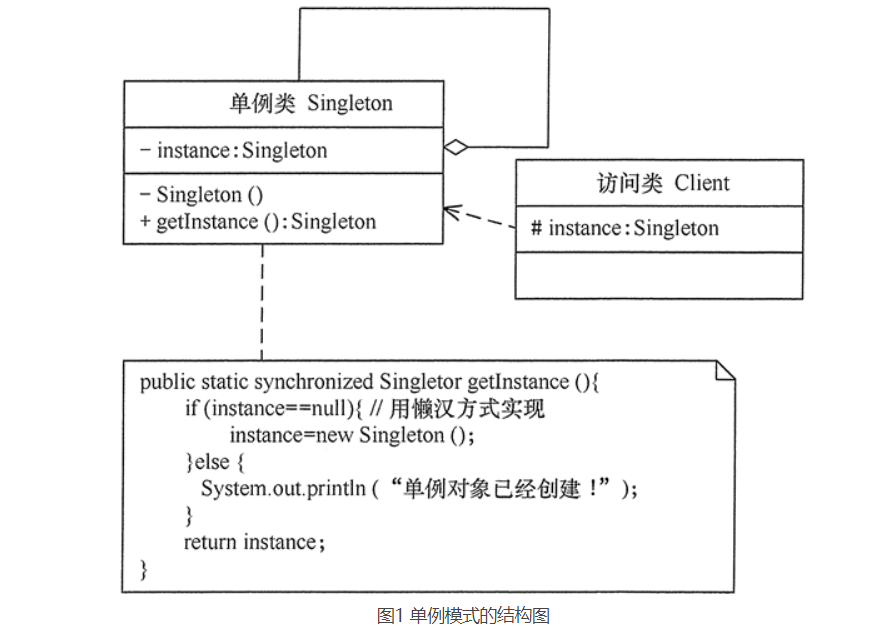 单例类 Singleton
- instance:Singleton
- Singleton ()
+ getInstance ():Singleton
访问类 Client
# instance:Singleton
public static synchronized Singletor getInstance (){
if (instance==null){ // 用懒汉方式实现
instance=new Singleton ();
}else {
System.out.println (“单例对象已经创建！”);
}
return instance;
}
图1 单例模式的结构图